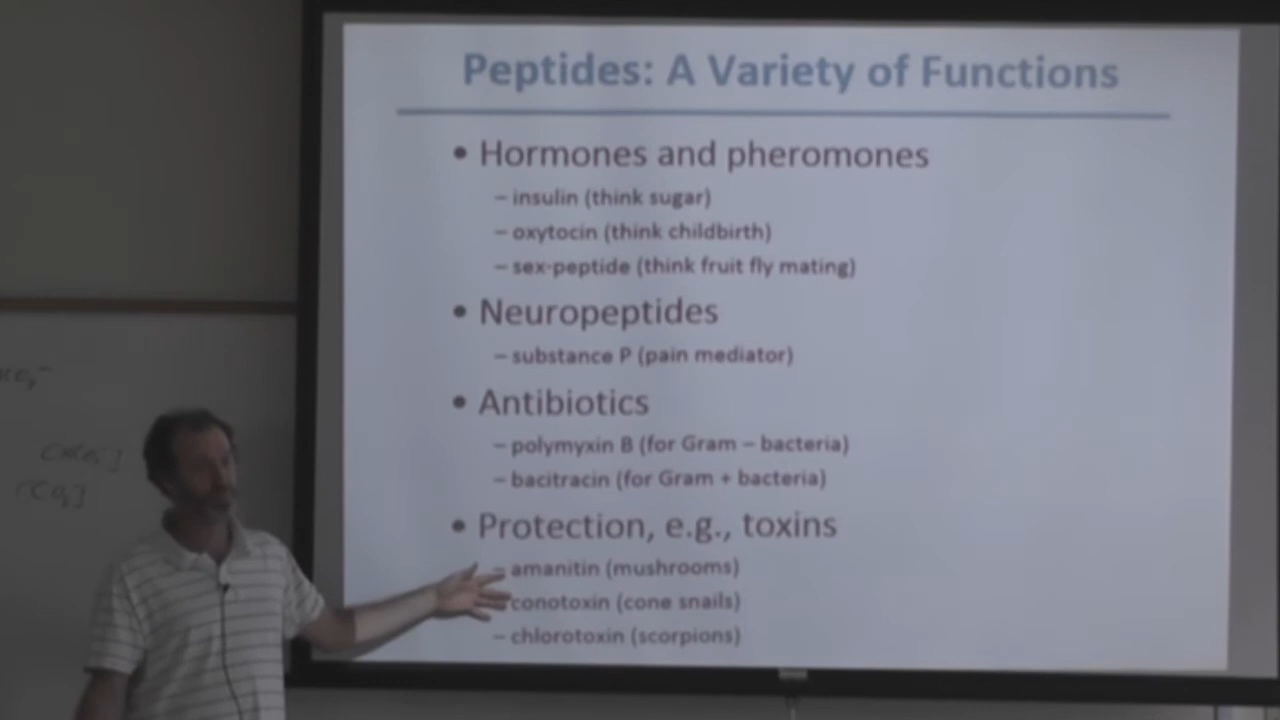 Peptides: A Variety of Functions
• Hormones and pheromones
– insulin (think sugar)
– oxytocin (think childbirth)
– sex-peptide (think fruit fly mating)
• Neuropeptides
– substance P (pain mediator)
• Antibiotics
– polymyxin B (for Gram – bacteria)
– bacitracin (for Gram + bacteria)
• Protection, e.g., toxins
– amanitin (mushrooms)
conotoxin (cone snails)
– chlorotoxin (scorpions)